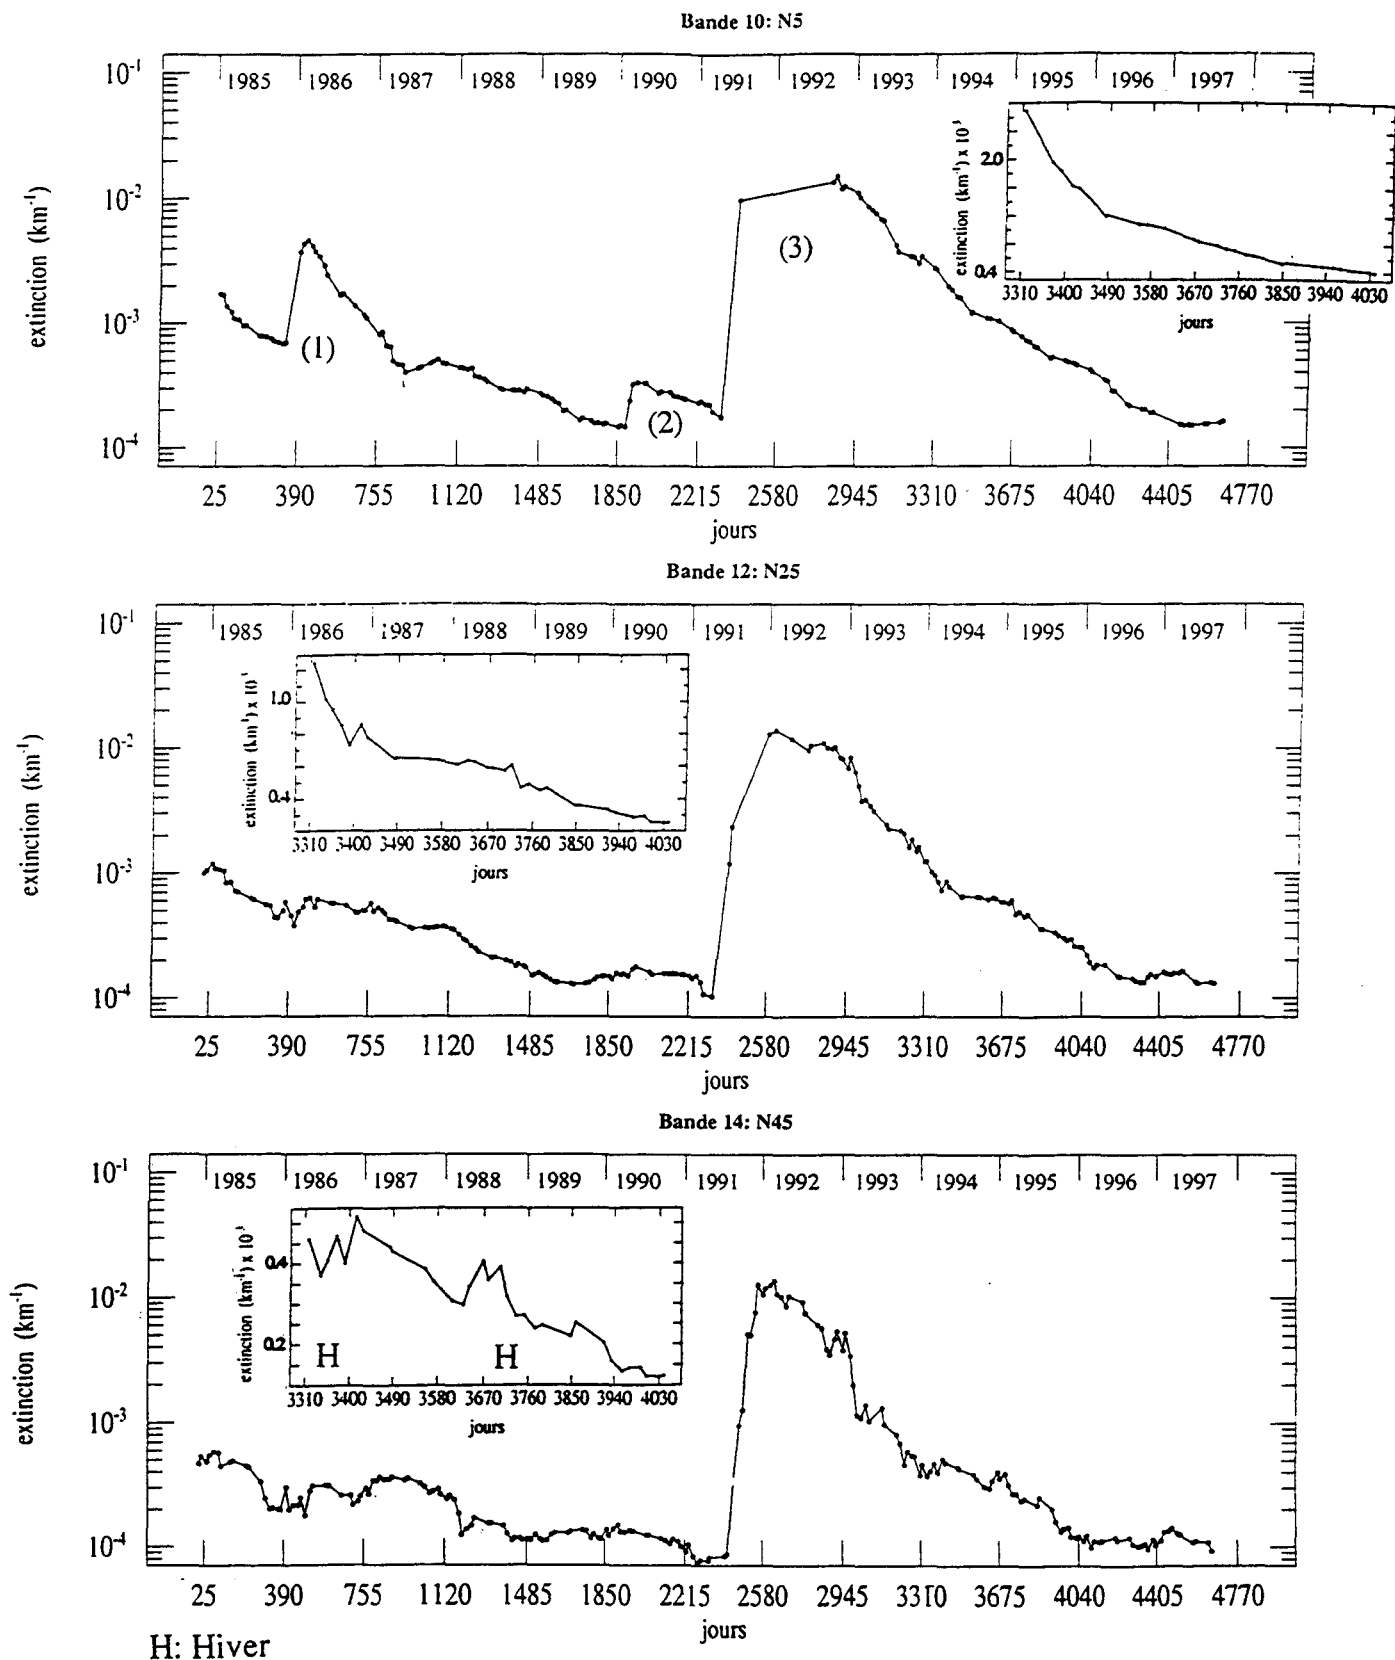 Bande 10: N5
10-1
1985 1986 1987 1988 1989 1990 1991 1992 1993 1994 1995 1996 1997
extinction (km-1)
10-2
10-3
10-4
(1)
(2)
(3)
extinction (km-1) x 103
2.0
0.4
3310 3400 3490 3580 3670 3760 3850 3940 4030
jours
25 390 755 1120 1485 1850 2215 2580 2945 3310 3675 4040 4405 4770
jours
Bande 12: N25
10-1
1985 1986 1987 1988 1989 1990 1991 1992 1993 1994 1995 1996 1997
extinction (km-1)
10-2
10-3
10-4
extinction (km-1) x 103
1.0
0.4
3310 3400 3490 3580 3670 3760 3850 3940 4030
jours
25 390 755 1120 1485 1850 2215 2580 2945 3310 3675 4040 4405 4770
jours
Bande 14: N45
10-1
1985 1986 1987 1988 1989 1990 1991 1992 1993 1994 1995 1996 1997
extinction (km-1)
10-2
10-3
10-4
extinction (km-1) x 10-3
0.4
0.2
H H
3310 3400 3490 3580 3670 3760 3850 3940 4030
jours
25 390 755 1120 1485 1850 2215 2580 2945 3310 3675 4040 4405 4770
jours
H: Hiver